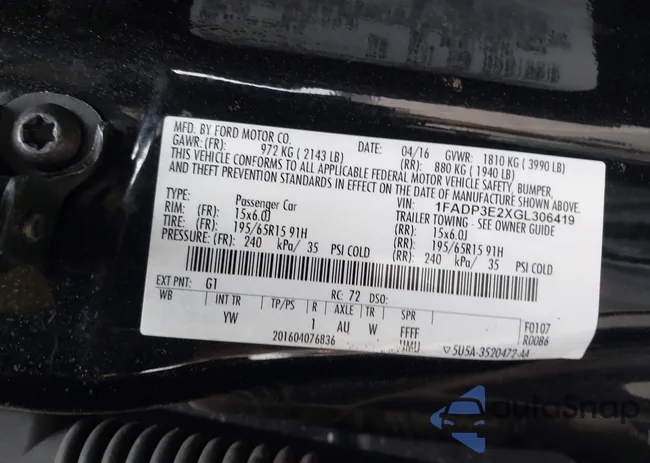 MFD. BY FORD MOTOR CO. DATE: 04/16 GVWR: 1810 KG ( 3990 LB)
GAWR: (FR): 972 KG ( 2143 LB) (RR): 880 KG ( 1940 LB)
THIS VEHICLE CONFORMS TO ALL APPLICABLE FEDERAL MOTOR VEHICLE SAFETY, BUMPER,
AND THEFT PREVENTION STANDARDS IN EFFECT ON THE DATE OF MANUFACTURE SHOWN ABOVE.
VIN: 1FADP3E2XGL306419
TYPE: Passenger Car TRAILER TOWING - SEE OWNER GUIDE
RIM: (FR): 15x6.0J (RR): 15x6.0J
TIRE: (FR): 195/65R15 91H (RR): 195/65R15 91H
PRESSURE: (FR): 240 kPa/ 35 PSI COLD (RR): 240 kPa/ 35 PSI COLD
EXT PNT: G1 RC: 72 DSO:
WB INT TR TP/PS R AXLE TR SPR F0107
YW 1 AU W FFFF R0086
201604076836 UMU 5U5A-3520472-AA
autoSnap